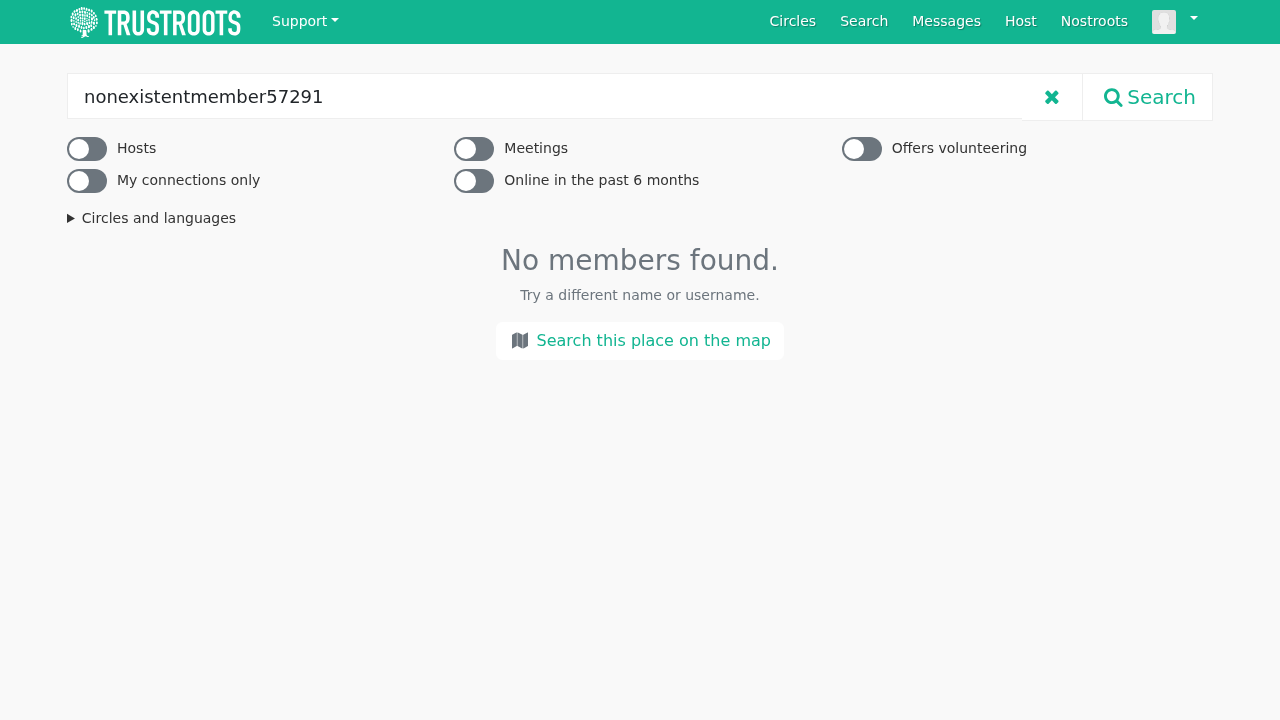 TRUSTROOTS Support Circles Search Messages Host Nostroots
nonexistentmember57291 Search
Hosts Meetings Offers volunteering
My connections only Online in the past 6 months
Circles and languages
No members found.
Try a different name or username.
Search this place on the map